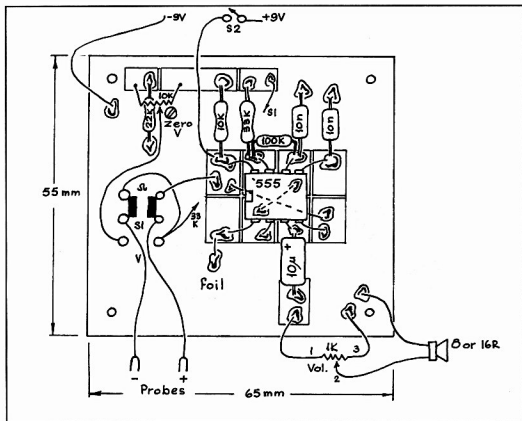 -9V
S2
+9V
10K
22K
Zero
V
S1
10K
33K
100K
10n
10n
555
55mm
Ω
S1
V
33
K
foil
10µ
+
1
1K
3
Vol.
2
8 or 16R
-
+
Probes
65mm